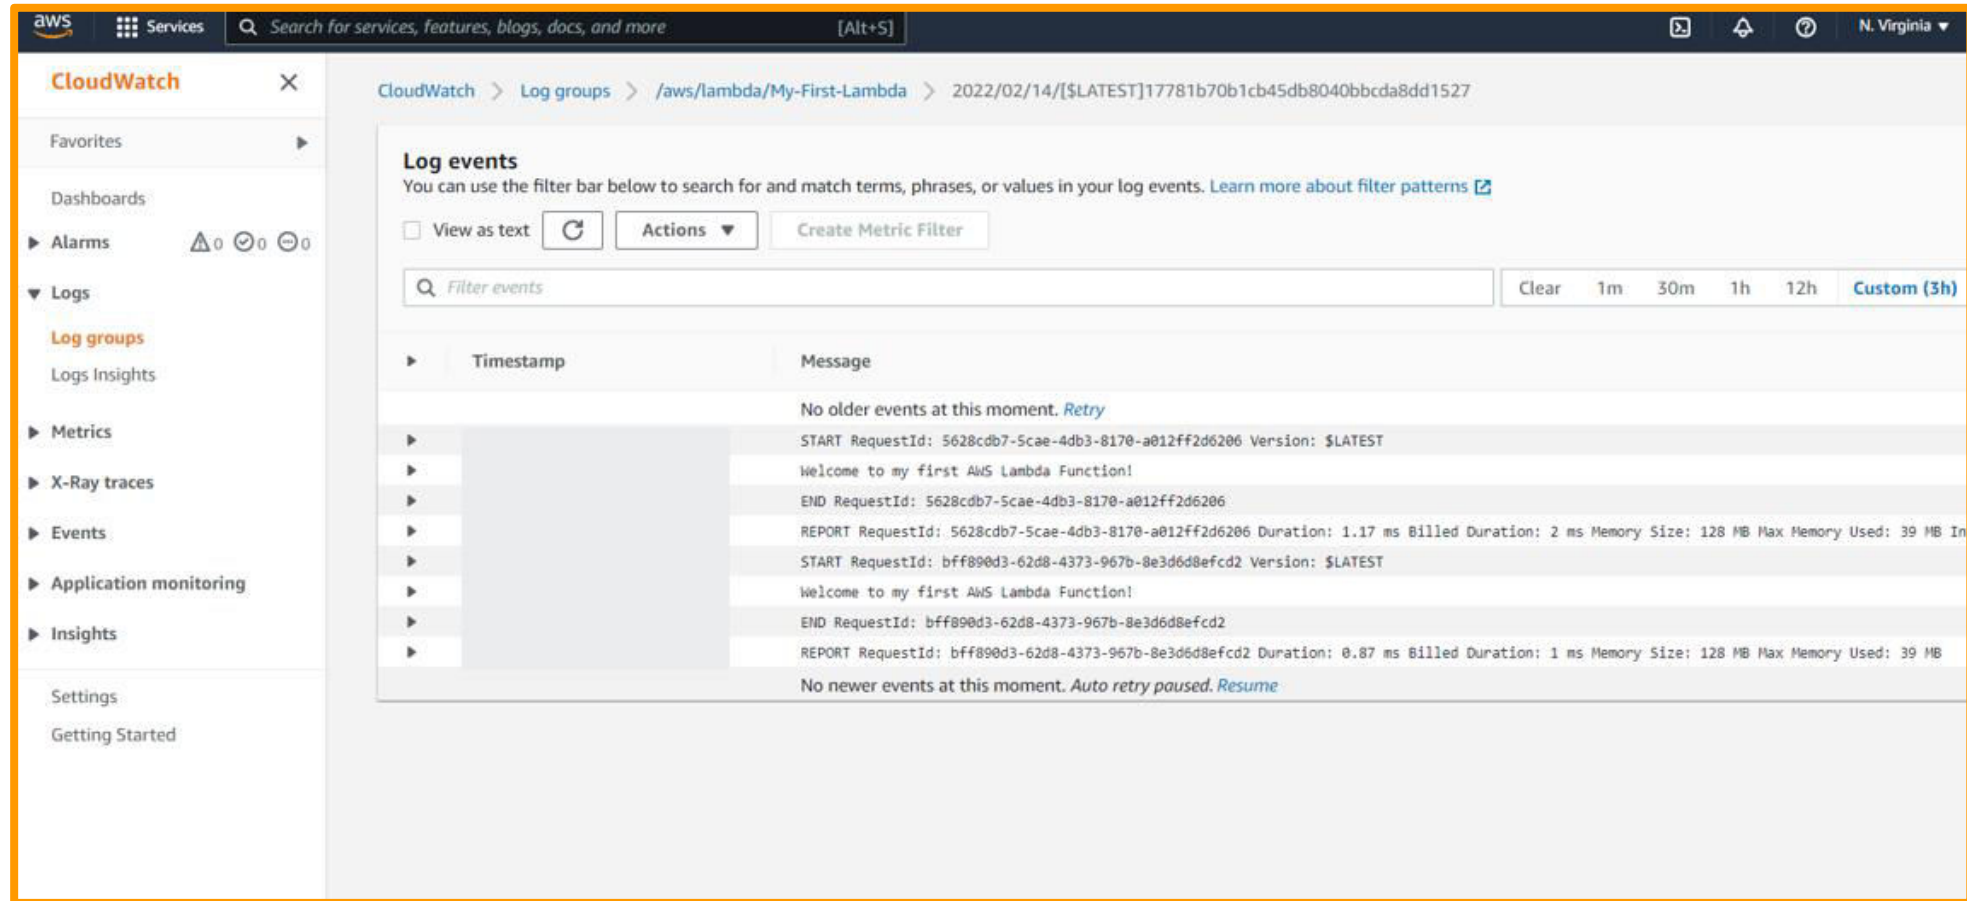 aws Services Search for services, features, blogs, docs, and more [Alt+S] N. Virginia
CloudWatch
Favorites
Dashboards
Alarms 0 0 0
Logs
Log groups
Logs Insights
Metrics
X-Ray traces
Events
Application monitoring
Insights
Settings
Getting Started
CloudWatch > Log groups > /aws/lambda/My-First-Lambda > 2022/02/14/[$LATEST]17781b70b1cb45db8040bbcda8dd1527
Log events
You can use the filter bar below to search for and match terms, phrases, or values in your log events. Learn more about filter patterns
View as text Actions Create Metric Filter
Filter events Clear 1m 30m 1h 12h Custom (3h)
Timestamp Message
No older events at this moment. Retry
START RequestId: 5628cdb7-5cae-4db3-8170-a012ff2d6206 Version: $LATEST
Welcome to my first AWS Lambda Function!
END RequestId: 5628cdb7-5cae-4db3-8170-a012ff2d6206
REPORT RequestId: 5628cdb7-5cae-4db3-8170-a012ff2d6206 Duration: 1.17 ms Billed Duration: 2 ms Memory Size: 128 MB Max Memory Used: 39 MB In
START RequestId: bff890d3-62d8-4373-967b-8e3d6d8efcd2 Version: $LATEST
Welcome to my first AWS Lambda Function!
END RequestId: bff890d3-62d8-4373-967b-8e3d6d8efcd2
REPORT RequestId: bff890d3-62d8-4373-967b-8e3d6d8efcd2 Duration: 0.87 ms Billed Duration: 1 ms Memory Size: 128 MB Max Memory Used: 39 MB
No newer events at this moment. Auto retry paused. Resume